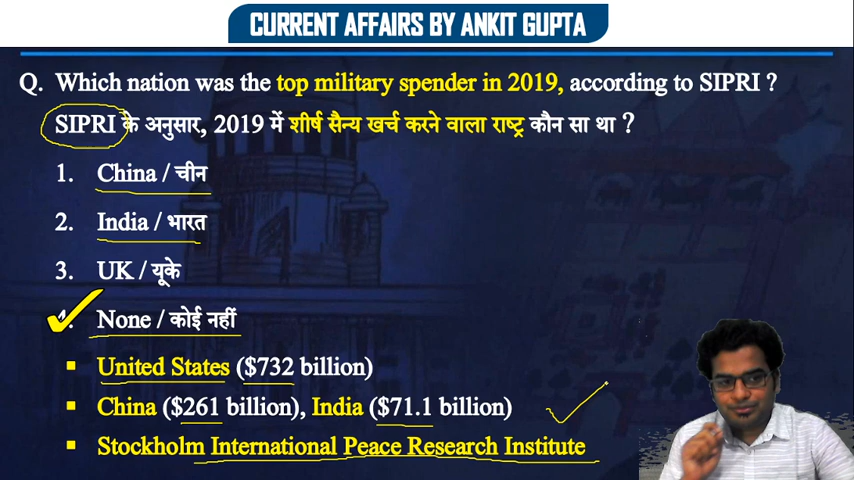 CURRENT AFFAIRS BY ANKIT GUPTA
Q. Which nation was the top military spender in 2019, according to SIPRI ?
SIPRI के अनुसार, 2019 में शीर्ष सैन्य खर्च करने वाला राष्ट्र कौन सा था ?
1. China / चीन
2. India / भारत
3. UK / यूके
4. None / कोई नहीं
▪ United States ($732 billion)
▪ China ($261 billion), India ($71.1 billion)
▪ Stockholm International Peace Research Institute